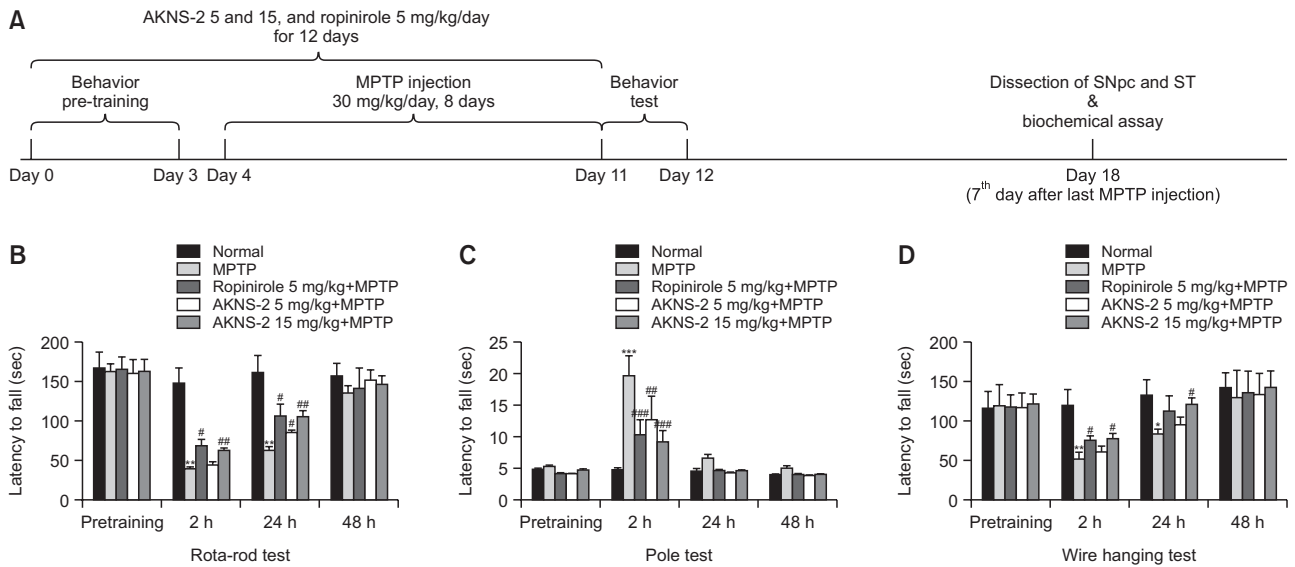 A
AKNS-2 5 and 15, and ropinirole 5 mg/kg/day
for 12 days
Behavior
pre-training
MPTP injection
30 mg/kg/day, 8 days
Behavior
test
Dissection of SNpc and ST
&
biochemical assay
Day 0
Day 3
Day 4
Day 11
Day 12
Day 18
(7th day after last MPTP injection)
B
Normal
MPTP
Ropinirole 5 mg/kg+MPTP
AKNS-2 5 mg/kg+MPTP
AKNS-2 15 mg/kg+MPTP
Latency to fall (sec)
200
150
100
50
0
**
#
##
**
#
#
##
Pretraining
2 h
24 h
48 h
Rota-rod test
C
Normal
MPTP
Ropinirole 5 mg/kg+MPTP
AKNS-2 5 mg/kg+MPTP
AKNS-2 15 mg/kg+MPTP
Latency to fall (sec)
25
20
15
10
5
0
***
###
##
###
Pretraining
2 h
24 h
48 h
Pole test
D
Normal
MPTP
Ropinirole 5 mg/kg+MPTP
AKNS-2 5 mg/kg+MPTP
AKNS-2 15 mg/kg+MPTP
Latency to fall (sec)
200
150
100
50
0
**
#
#
*
#
Pretraining
2 h
24 h
48 h
Wire hanging test